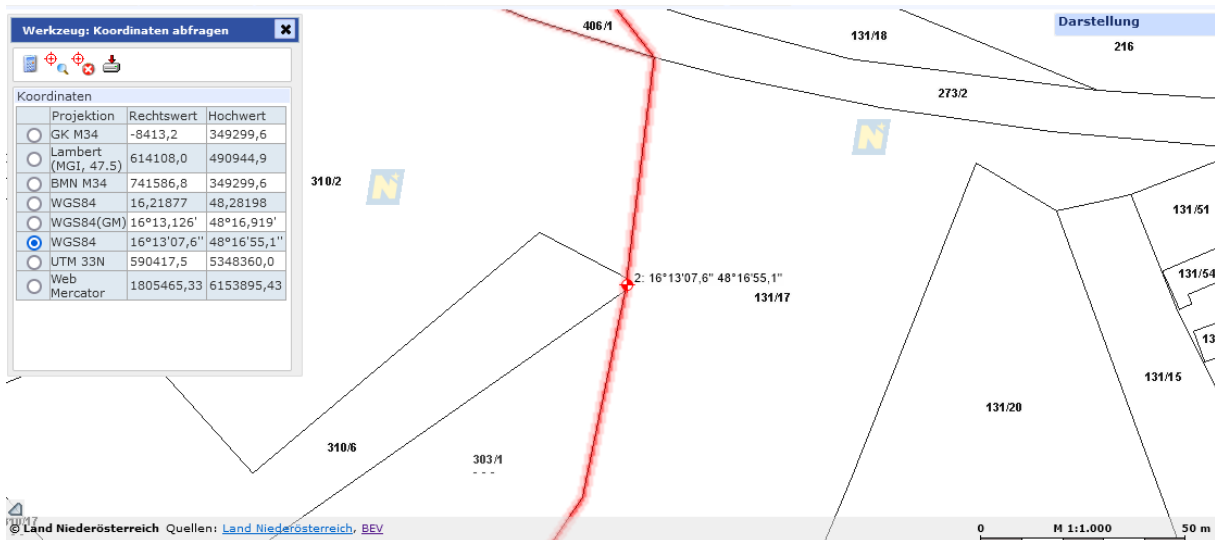 Werkzeug: Koordinaten abfragen
Koordinaten
Projektion Rechtswert Hochwert
GK M34 -8413,2 349299,6
Lambert (MGI, 47.5) 614108,0 490944,9
BMN M34 741586,8 349299,6
WGS84 16,21877 48,28198
WGS84(GM) 16°13,126' 48°16,919'
WGS84 16°13'07,6'' 48°16'55,1''
UTM 33N 590417,5 5348360,0
Web Mercator 1805465,33 6153895,43
Darstellung
406/1
131/18
216
273/2
310/2
N
N
131/51
131/54
2: 16°13'07,6" 48°16'55,1"
131/17
13
131/15
131/20
310/6
303/1
- - -
© Land Niederösterreich Quellen: Land Niederösterreich, BEV
0 M 1:1.000 50 m